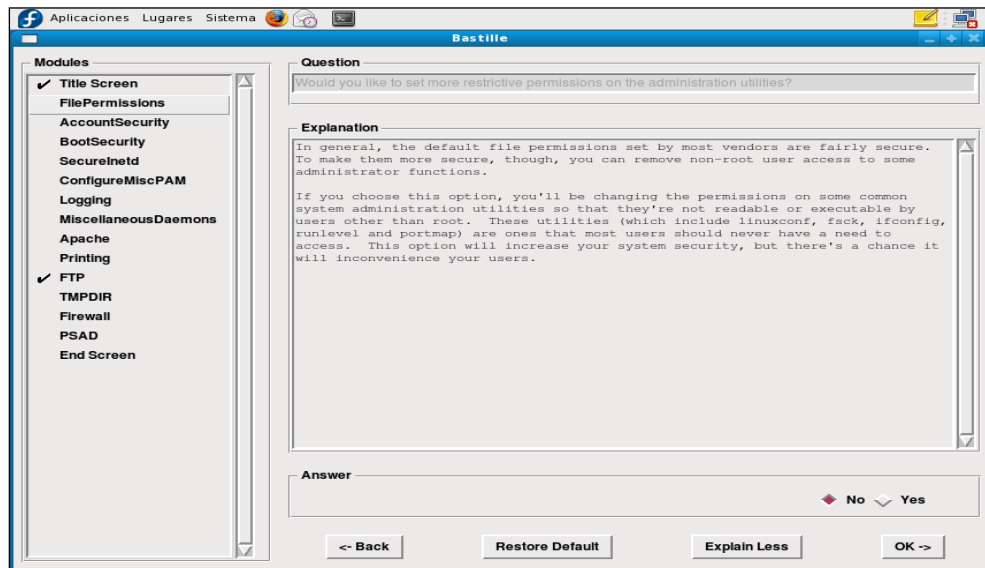 Aplicaciones Lugares Sistema
Bastille
Modules
Title Screen
FilePermissions
AccountSecurity
BootSecurity
SecureInetd
ConfigureMiscPAM
Logging
MiscellaneousDaemons
Apache
Printing
FTP
TMPDIR
Firewall
PSAD
End Screen
Question
Would you like to set more restrictive permissions on the administration utilities?
Explanation
In general, the default file permissions set by most vendors are fairly secure.
To make them more secure, though, you can remove non-root user access to some
administrator functions.
If you choose this option, you'll be changing the permissions on some common
system administration utilities so that they're not readable or executable by
users other than root.  These utilities (which include linuxconf, fsck, ifconfig,
runlevel and portmap) are ones that most users should never have a need to
access.  This option will increase your system security, but there's a chance it
will inconvenience your users.
Answer
No Yes
<- Back Restore Default Explain Less OK ->